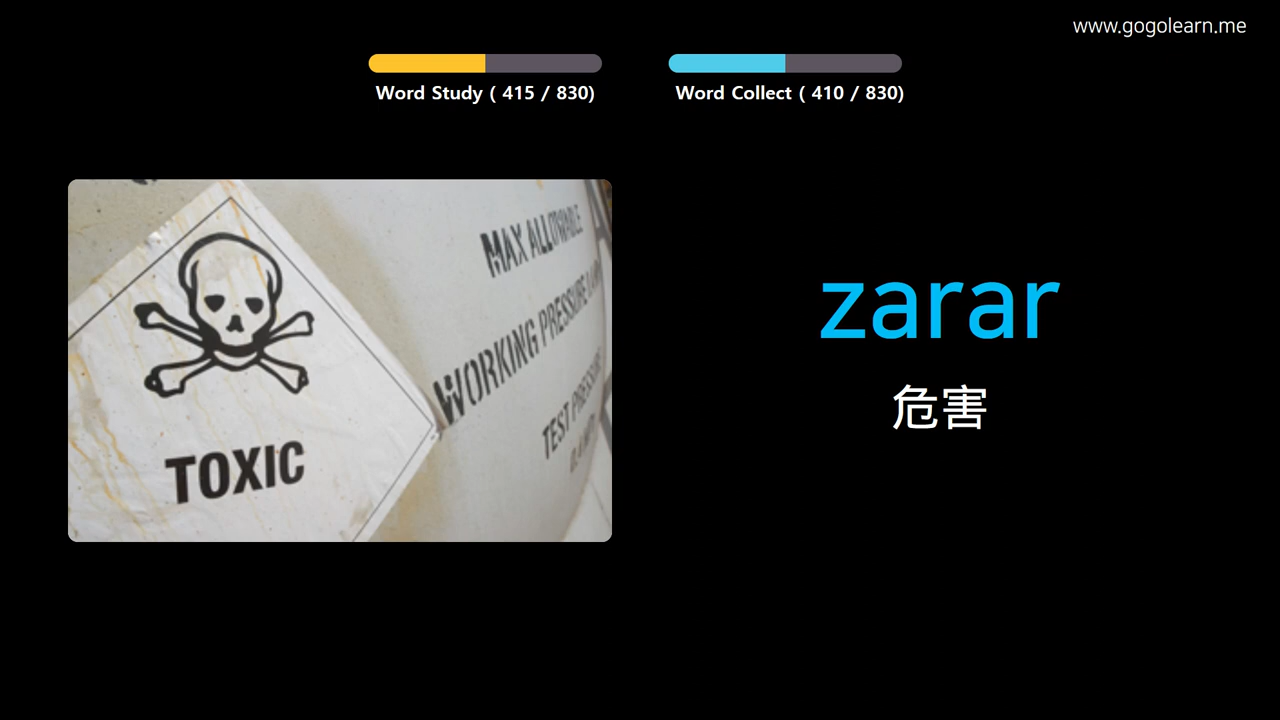 www.gogolearn.me
Word Study ( 415 / 830)
Word Collect ( 410 / 830)
MAX ALLOWABLE
WORKING PRESSURE
TEST PRESSURE
TOXIC
zarar
危害